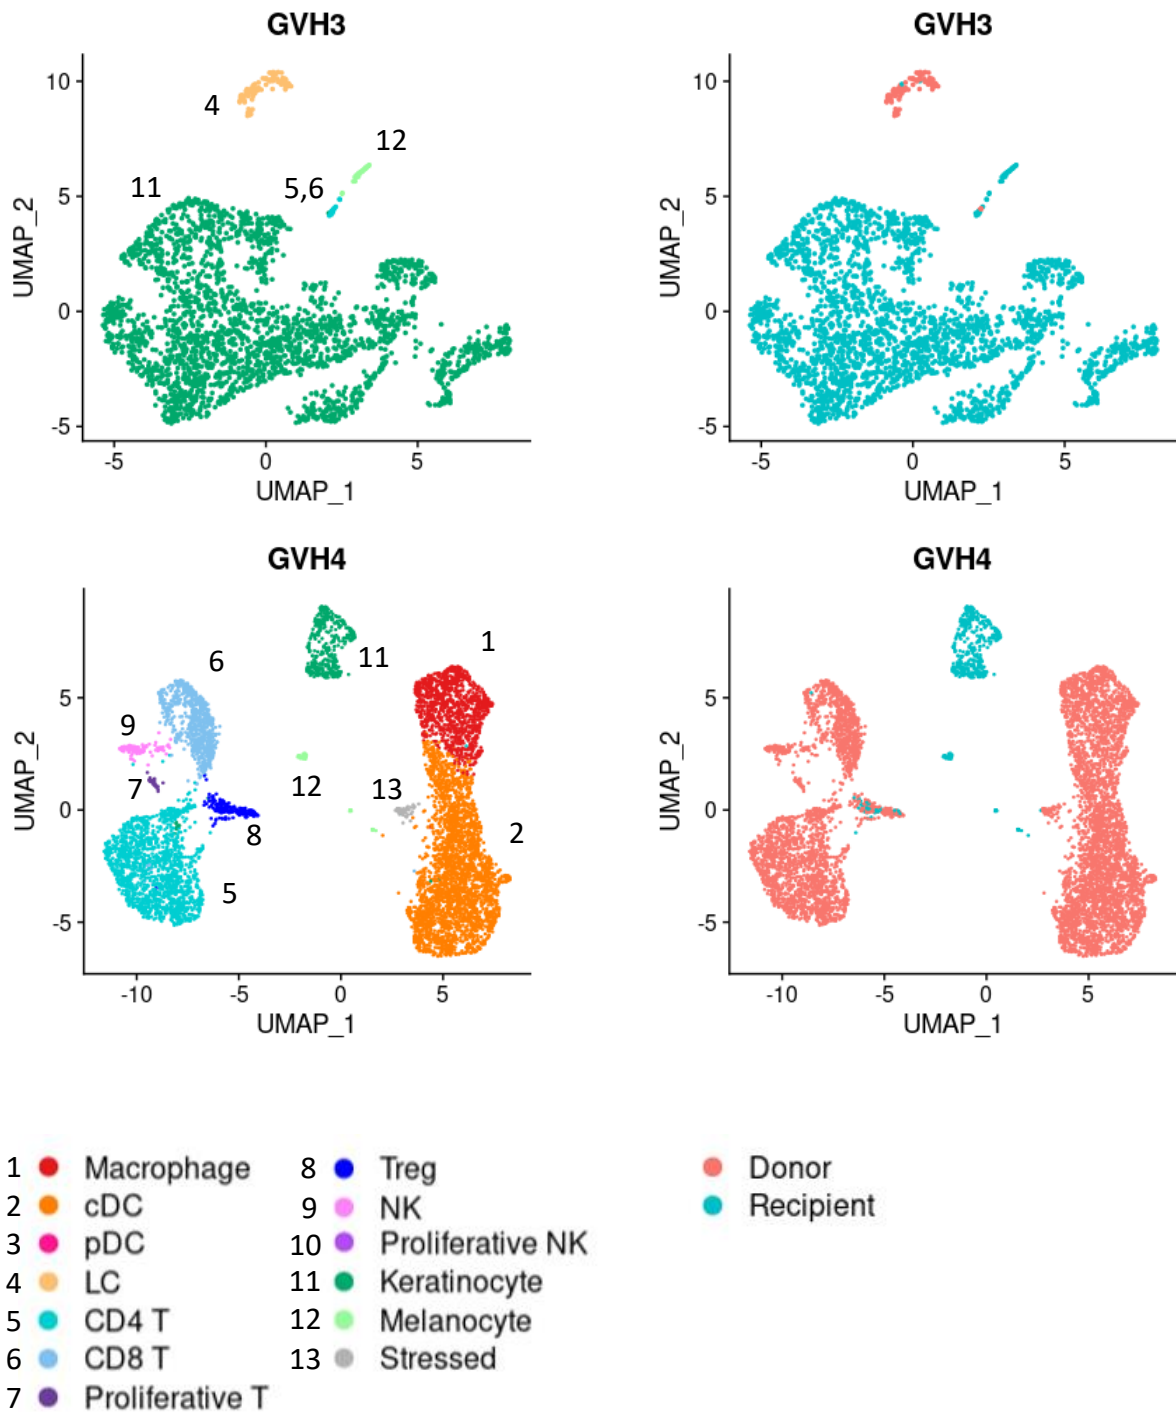 GVH3
GVH3
10
5
0
-5
UMAP_2
4
12
5,6
11
-5
0
5
UMAP_1
10
5
0
-5
UMAP_2
-5
0
5
UMAP_1
GVH4
GVH4
5
0
-5
UMAP_2
6
9
7
8
5
11
12
13
1
2
-10
-5
0
5
UMAP_1
5
0
-5
UMAP_2
-10
-5
0
5
UMAP_1
1 Macrophage
2 cDC
3 pDC
4 LC
5 CD4 T
6 CD8 T
7 Proliferative T
8 Treg
9 NK
10 Proliferative NK
11 Keratinocyte
12 Melanocyte
13 Stressed
Donor
Recipient